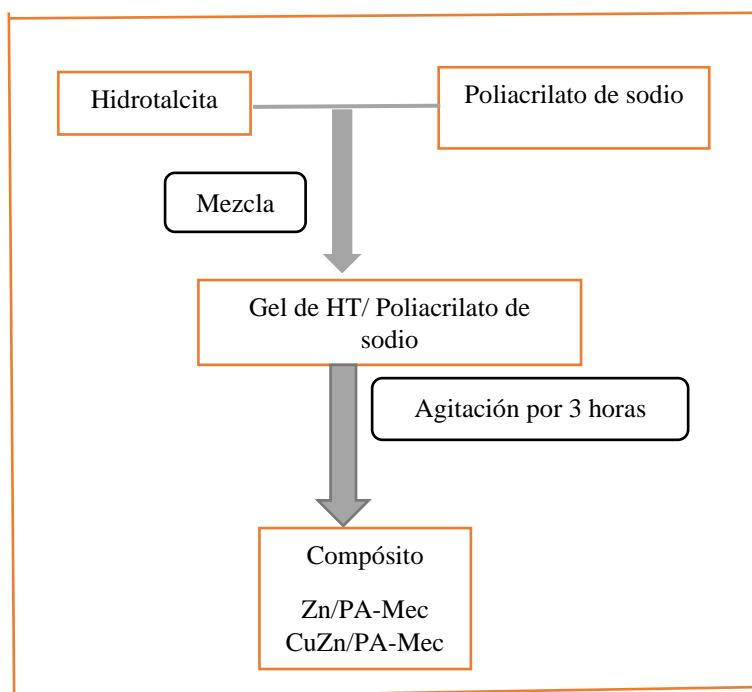 Hidrotalcita
Poliacrilato de sodio
Mezcla
Gel de HT/ Poliacrilato de
sodio
Agitación por 3 horas
Compósito
Zn/PA-Mec
CuZn/PA-Mec